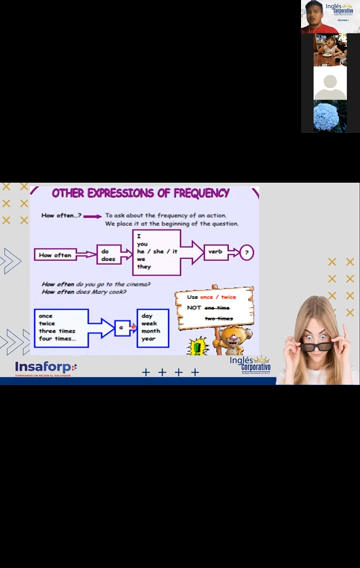 Inglés
Corporativo
OTHER EXPRESSIONS OF FREQUENCY
How often...? To ask about the frequency of an action.
We place it at the beginning of the question.
How often
do
does
I
you
he / she / it
we
they
verb
?
How often do you go to the cinema?
How often does Mary cook?
once
twice
three times
four times...
a
day
week
month
year
Use once / twice
NOT one time
two times
Insaforp
Inglés
Corporativo